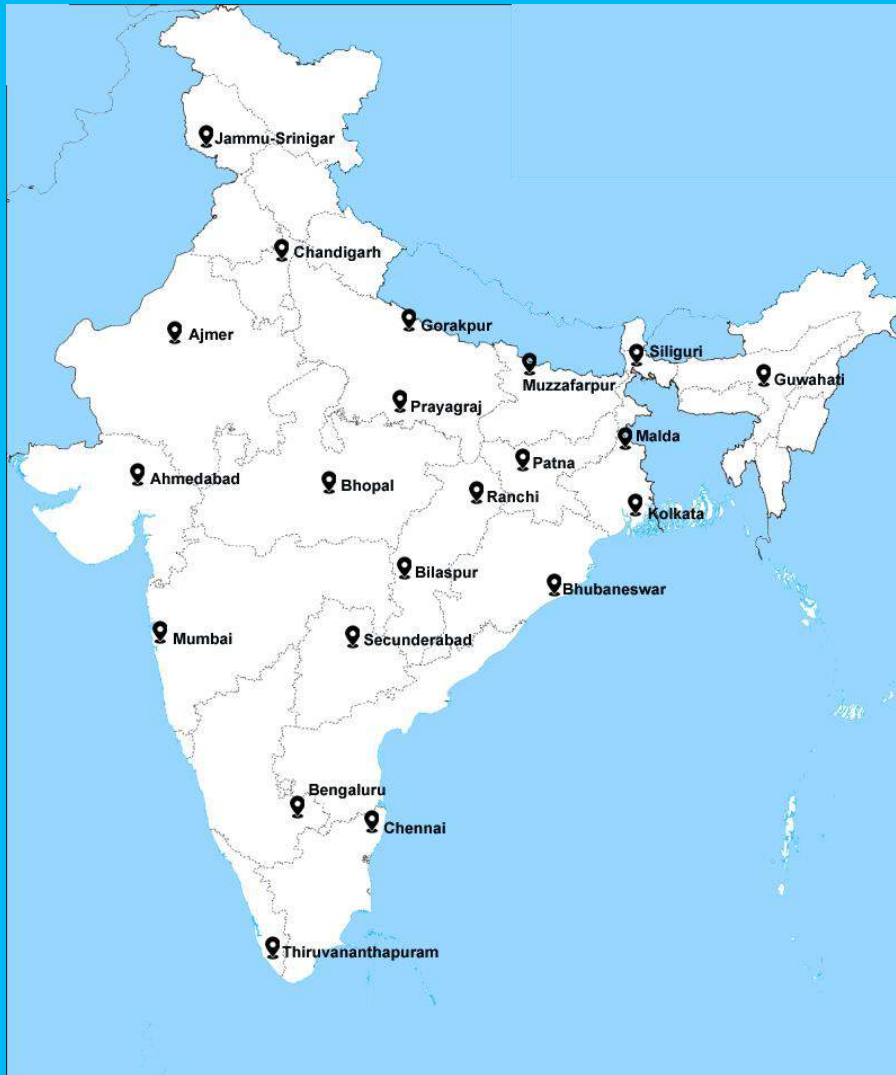 Jammu-Srinigar
Chandigarh
Gorakpur
Ajmer
Siliguri
Guwahati
Muzzafarpur
Prayagraj
Malda
Patna
Ahmedabad
Bhopal
Ranchi
Kolkata
Bilaspur
Bhubaneswar
Mumbai
Secunderabad
Bengaluru
Chennai
Thiruvananthapuram